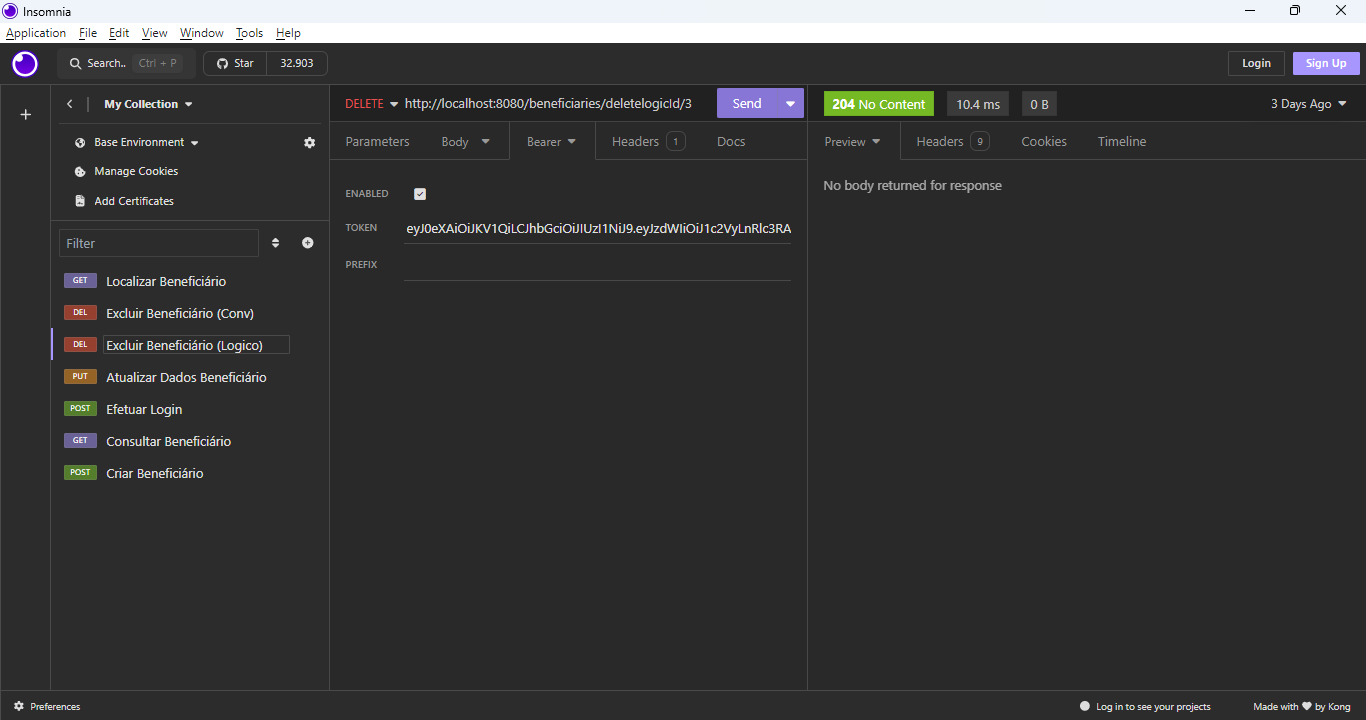 Insomnia
Application File Edit View Window Tools Help
Search.. Ctrl + P Star 32.903 Login Sign Up
My Collection
Base Environment
Manage Cookies
Add Certificates
Filter
GET Localizar Beneficiário
DEL Excluir Beneficiário (Conv)
DEL Excluir Beneficiário (Logico)
PUT Atualizar Dados Beneficiário
POST Efetuar Login
GET Consultar Beneficiário
POST Criar Beneficiário
DELETE http://localhost:8080/beneficiaries/deletelogicId/3 Send
Parameters Body Bearer Headers 1 Docs
ENABLED
TOKEN eyJ0eXAiOiJKV1QiLCJhbGciOiJIUzI1NiJ9.eyJzdWIiOiJ1c2VyLnRlc3RA
PREFIX
204 No Content 10.4 ms 0 B 3 Days Ago
Preview Headers 9 Cookies Timeline
No body returned for response
Preferences
Log in to see your projects Made with by Kong